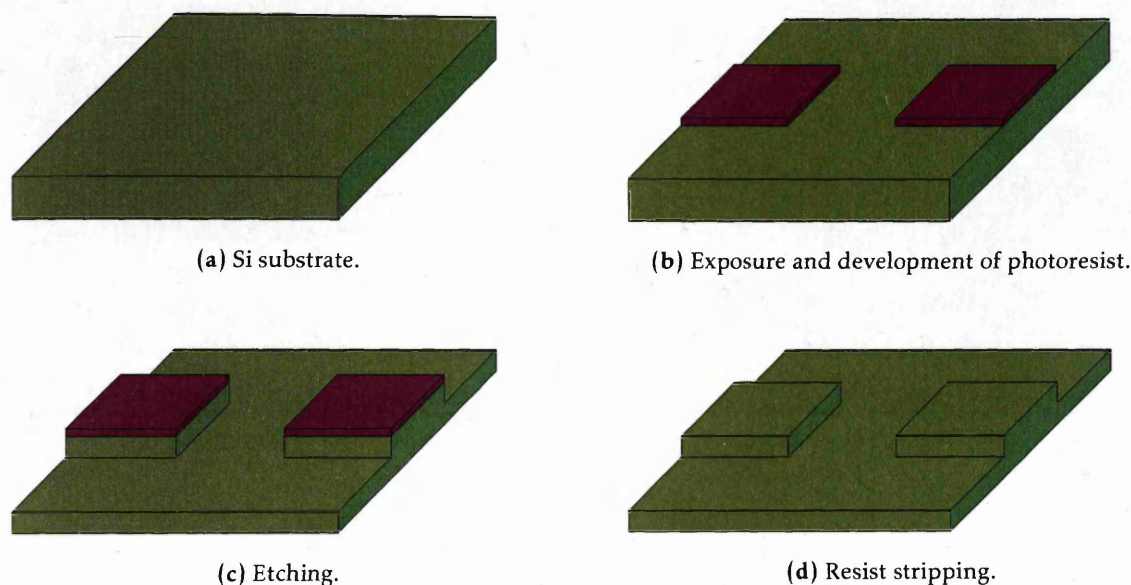 (a) Si substrate.
(b) Exposure and development of photoresist.
(c) Etching.
(d) Resist stripping.